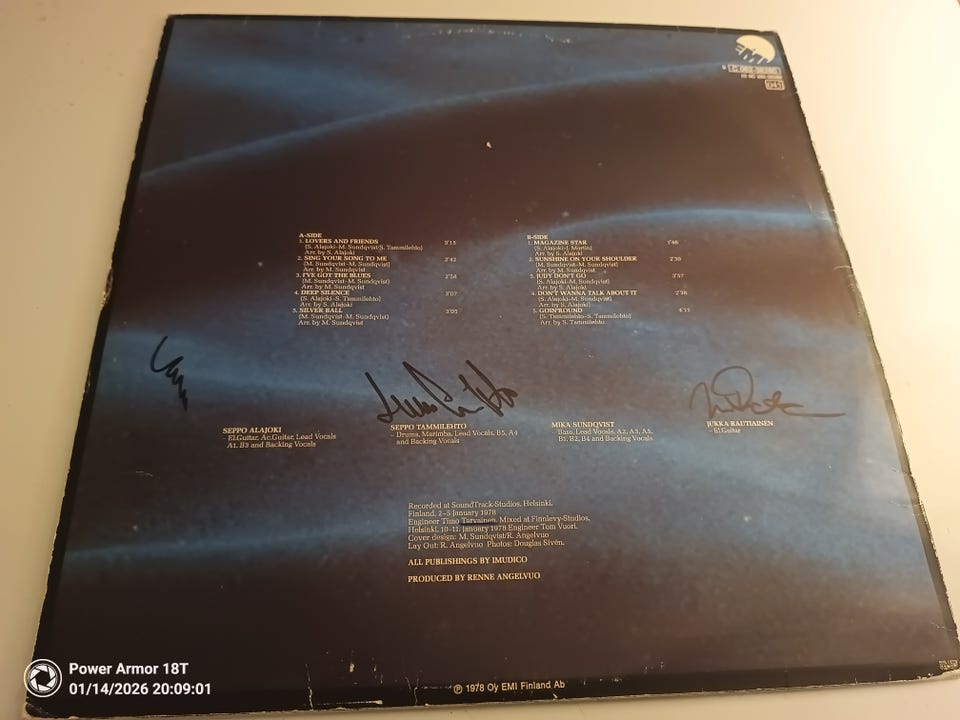 EMI
A-SIDE
1. LOVERS AND FRIENDS 3'15
(S. Alajoki–M. Sundqvist/S. Tammilehto)
Arr. by S. Alajoki
2. SING YOUR SONG TO ME 2'42
(M. Sundqvist–M. Sundqvist)
Arr. by M. Sundqvist
3. I'VE GOT THE BLUES 2'54
(M. Sundqvist–M. Sundqvist)
Arr. by M. Sundqvist
4. DEEP SILENCE 3'07
(S. Alajoki–S. Tammilehto)
Arr. by S. Alajoki
5. SILVER BALL
(M. Sundqvist–M. Sundqvist)
Arr. by M. Sundqvist
B-SIDE
1. MAGAZINE STAR
(S. Alajoki–J. Martin)
Arr. by S. Alajoki
2. SUNSHINE ON YOUR SHOULDER
(M. Sundqvist–M. Sundqvist)
Arr. by M. Sundqvist
3. JUDY DON'T GO 3'57
(S. Alajoki–M. Sundqvist)
Arr. by S. Alajoki
4. DON'T WANNA TALK ABOUT IT
(S. Alajoki–M. Sundqvist)
Arr. by S. Alajoki
5. GOIN'ROUND
(S. Tammilehto–S. Tammilehto)
Arr. by S. Tammilehto
SEPPO ALAJOKI
– El.Guitar, Ac.Guitar, Lead Vocals
A1, B3 and Backing Vocals
SEPPO TAMMILEHTO
– Drums, Marimba, Lead Vocals, B5, A4
and Backing Vocals
MIKA SUNDQVIST
– Bass, Lead Vocals, A2, A3, A5,
B1, B2, B4 and Backing Vocals
JUKKA RAUTIAINEN
– El.Guitar
Recorded at SoundTrack-Studios, Helsinki,
Finland, 2–5 January 1978
Engineer Timo Tarvainen. Mixed at Finnlevy-Studios,
Helsinki, 10–11. January 1978 Engineer Tom Vuori.
Cover design: M. Sundqvist/R. Angelvuo
Lay Out: R. Angelvuo Photos: Douglas Sivén.
ALL PUBLISHINGS BY IMUDICO
PRODUCED BY RENNE ANGELVUO
℗ 1978 Oy EMI Finland Ab
Power Armor 18T
01/14/2026 20:09:01